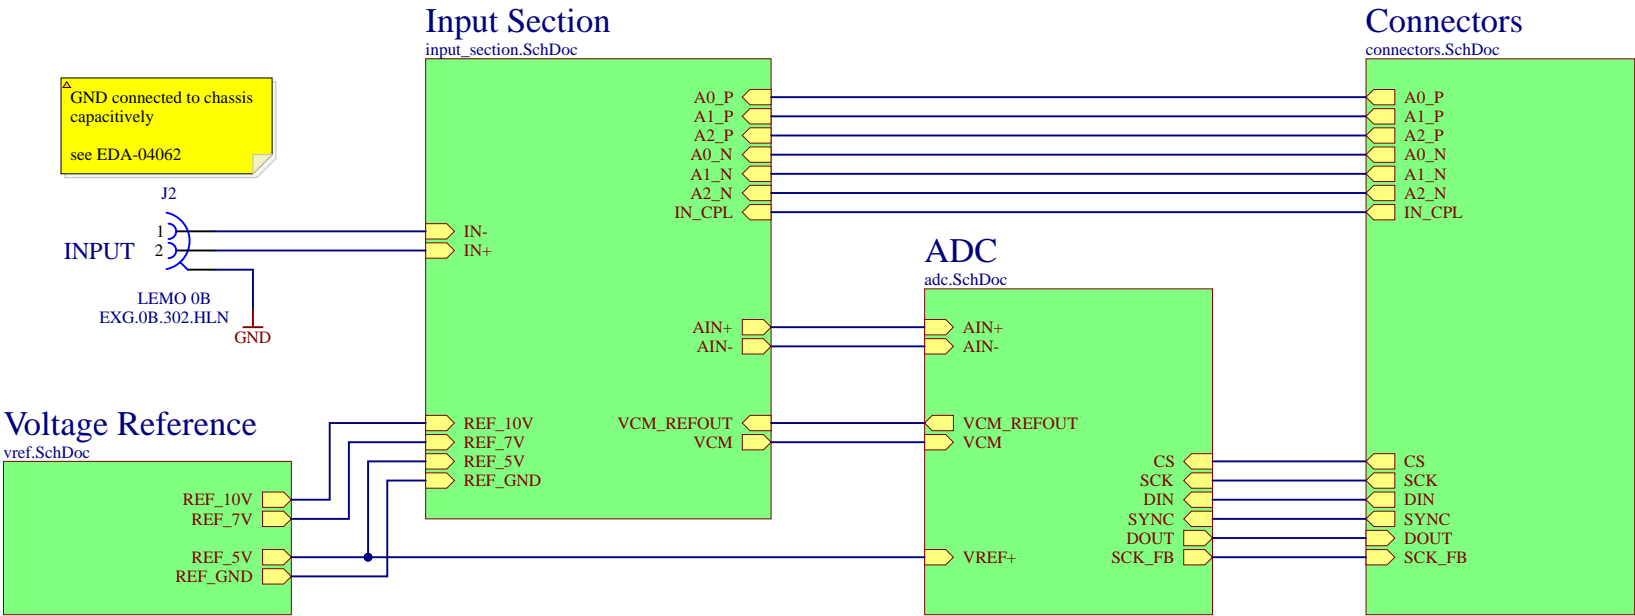 Input Section
input_section.SchDoc
Connectors
connectors.SchDoc
GND connected to chassis
capacitively
see EDA-04062
J2
1
2
INPUT
LEMO 0B
EXG.0B.302.HLN
GND
A0_P
A1_P
A2_P
A0_N
A1_N
A2_N
IN_CPL
IN-
IN+
AIN+
AIN-
REF_10V
REF_7V
REF_5V
REF_GND
VCM_REFOUT
VCM
A0_P
A1_P
A2_P
A0_N
A1_N
A2_N
IN_CPL
ADC
adc.SchDoc
AIN+
AIN-
VCM_REFOUT
VCM
VREF+
CS
SCK
DIN
SYNC
DOUT
SCK_FB
CS
SCK
DIN
SYNC
DOUT
SCK_FB
Voltage Reference
vref.SchDoc
REF_10V
REF_7V
REF_5V
REF_GND